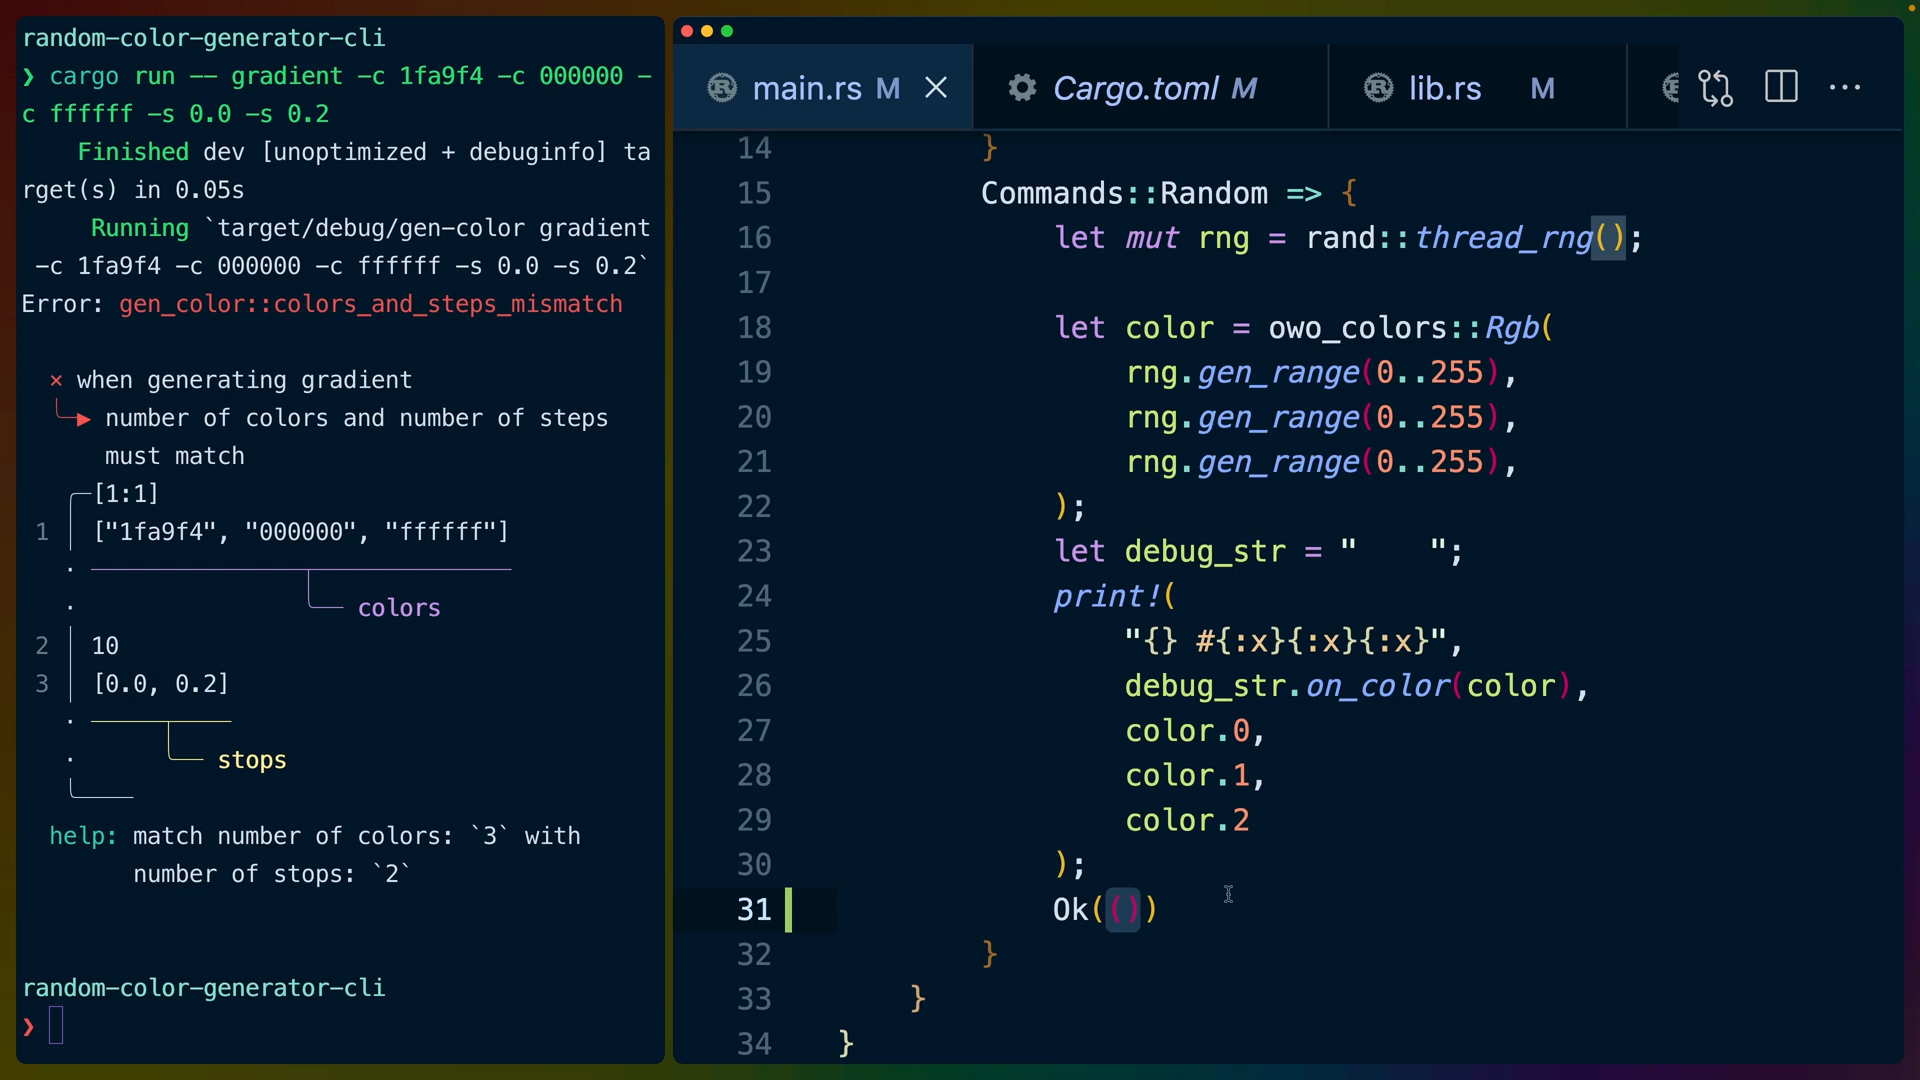 random-color-generator-cli
❯ cargo run -- gradient -c 1fa9f4 -c 000000 -
c ffffff -s 0.0 -s 0.2
Finished dev [unoptimized + debuginfo] ta
rget(s) in 0.05s
Running `target/debug/gen-color gradient
-c 1fa9f4 -c 000000 -c ffffff -s 0.0 -s 0.2`
Error: gen_color::colors_and_steps_mismatch
× when generating gradient
number of colors and number of steps
must match
[1:1]
1 ["1fa9f4", "000000", "ffffff"]
colors
2 10
3 [0.0, 0.2]
stops
help: match number of colors: `3` with
number of stops: `2`
random-color-generator-cli
❯
main.rs M
Cargo.toml M
lib.rs M
14 }
15 Commands::Random => {
16 let mut rng = rand::thread_rng();
17
18 let color = owo_colors::Rgb(
19 rng.gen_range(0..255),
20 rng.gen_range(0..255),
21 rng.gen_range(0..255),
22 );
23 let debug_str = "    ";
24 print!(
25 "{} #{:x}{:x}{:x}",
26 debug_str.on_color(color),
27 color.0,
28 color.1,
29 color.2
30 );
31 Ok(())
32 }
33 }
34 }